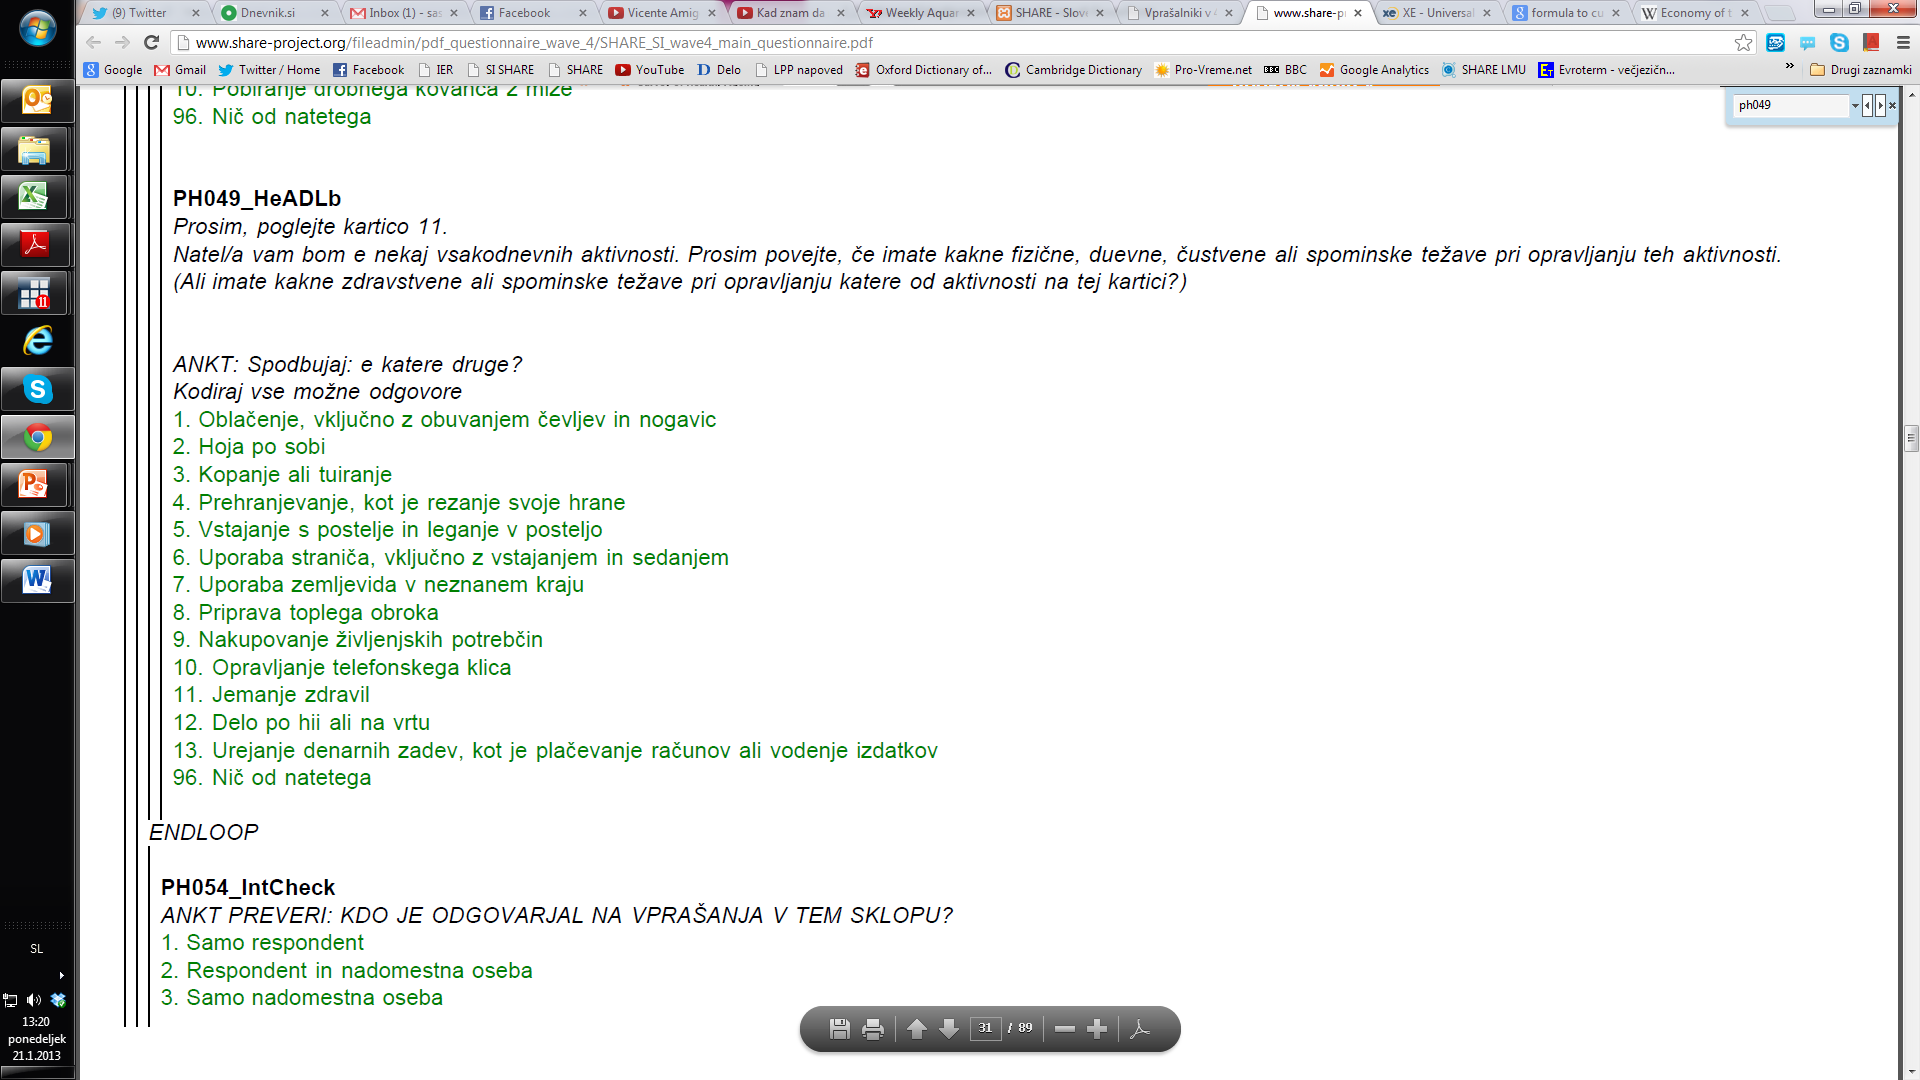 (9) Twitter
Dnevnik.si
Inbox (1) - sas
Facebook
Vicente Amig
Kad znam da
Weekly Aquar
SHARE - Slov
Vprašalniki v
www.share-p
XE - Universal
formula to cu
Economy of t
www.share-project.org/fileadmin/pdf_questionnaire_wave_4/SHARE_SI_wave4_main_questionnaire.pdf
Google
Gmail
Twitter / Home
Facebook
IER
SI SHARE
SHARE
YouTube
Delo
LPP napoved
Oxford Dictionary of...
Cambridge Dictionary
Pro-Vreme.net
BBC
Google Analytics
SHARE LMU
Evroterm - večjezičn...
»
Drugi zaznamki
ph049
10. Pobiranje drobnega kovanca z mize
96. Nič od natetega
PH049_HeADLb
Prosim, poglejte kartico 11.
Natel/a vam bom e nekaj vsakodnevnih aktivnosti. Prosim povejte, če imate kakne fizične, duevne, čustvene ali spominske težave pri opravljanju teh aktivnosti.
(Ali imate kakne zdravstvene ali spominske težave pri opravljanju katere od aktivnosti na tej kartici?)
ANKT: Spodbujaj: e katere druge?
Kodiraj vse možne odgovore
1. Oblačenje, vključno z obuvanjem čevljev in nogavic
2. Hoja po sobi
3. Kopanje ali tuiranje
4. Prehranjevanje, kot je rezanje svoje hrane
5. Vstajanje s postelje in leganje v posteljo
6. Uporaba straniča, vključno z vstajanjem in sedanjem
7. Uporaba zemljevida v neznanem kraju
8. Priprava toplega obroka
9. Nakupovanje življenjskih potrebčin
10. Opravljanje telefonskega klica
11. Jemanje zdravil
12. Delo po hii ali na vrtu
13. Urejanje denarnih zadev, kot je plačevanje računov ali vodenje izdatkov
96. Nič od natetega
ENDLOOP
PH054_IntCheck
ANKT PREVERI: KDO JE ODGOVARJAL NA VPRAŠANJA V TEM SKLOPU?
1. Samo respondent
2. Respondent in nadomestna oseba
3. Samo nadomestna oseba
31 / 89
SL
13:20
ponedeljek
21.1.2013